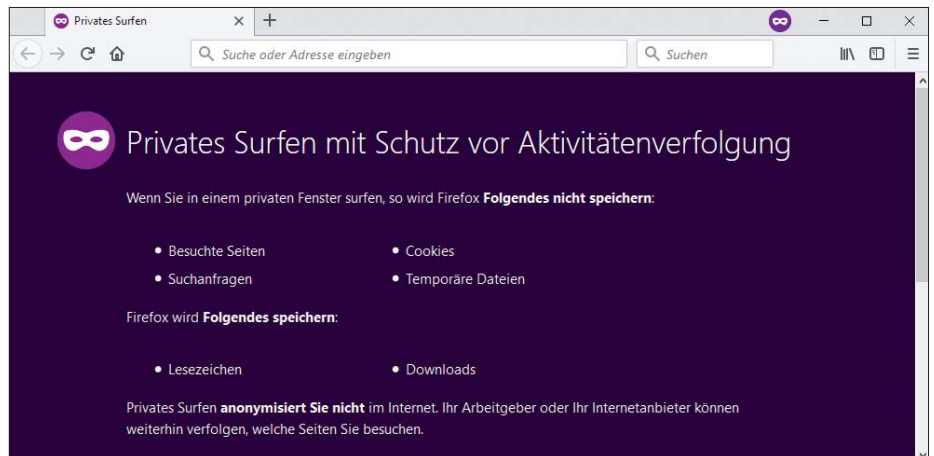 Privates Surfen
Suche oder Adresse eingeben
Suchen
Privates Surfen mit Schutz vor Aktivitätenverfolgung
Wenn Sie in einem privaten Fenster surfen, so wird Firefox Folgendes nicht speichern:
• Besuchte Seiten
• Cookies
• Suchanfragen
• Temporäre Dateien
Firefox wird Folgendes speichern:
• Lesezeichen
• Downloads
Privates Surfen anonymisiert Sie nicht im Internet. Ihr Arbeitgeber oder Ihr Internetanbieter können
weiterhin verfolgen, welche Seiten Sie besuchen.